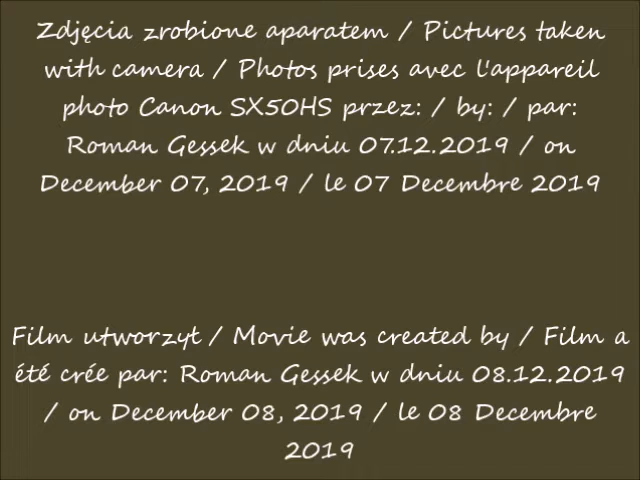 Zdjęcia zrobione aparatem / Pictures taken
with camera / Photos prises avec l'appareil
photo Canon SX50HS przez: / by: / par:
Roman Gessek w dniu 07.12.2019 / on
December 07, 2019 / le 07 Decembre 2019
Film utworzył / Movie was created by / Film a
été crée par: Roman Gessek w dniu 08.12.2019
/ on December 08, 2019 / le 08 Decembre
2019